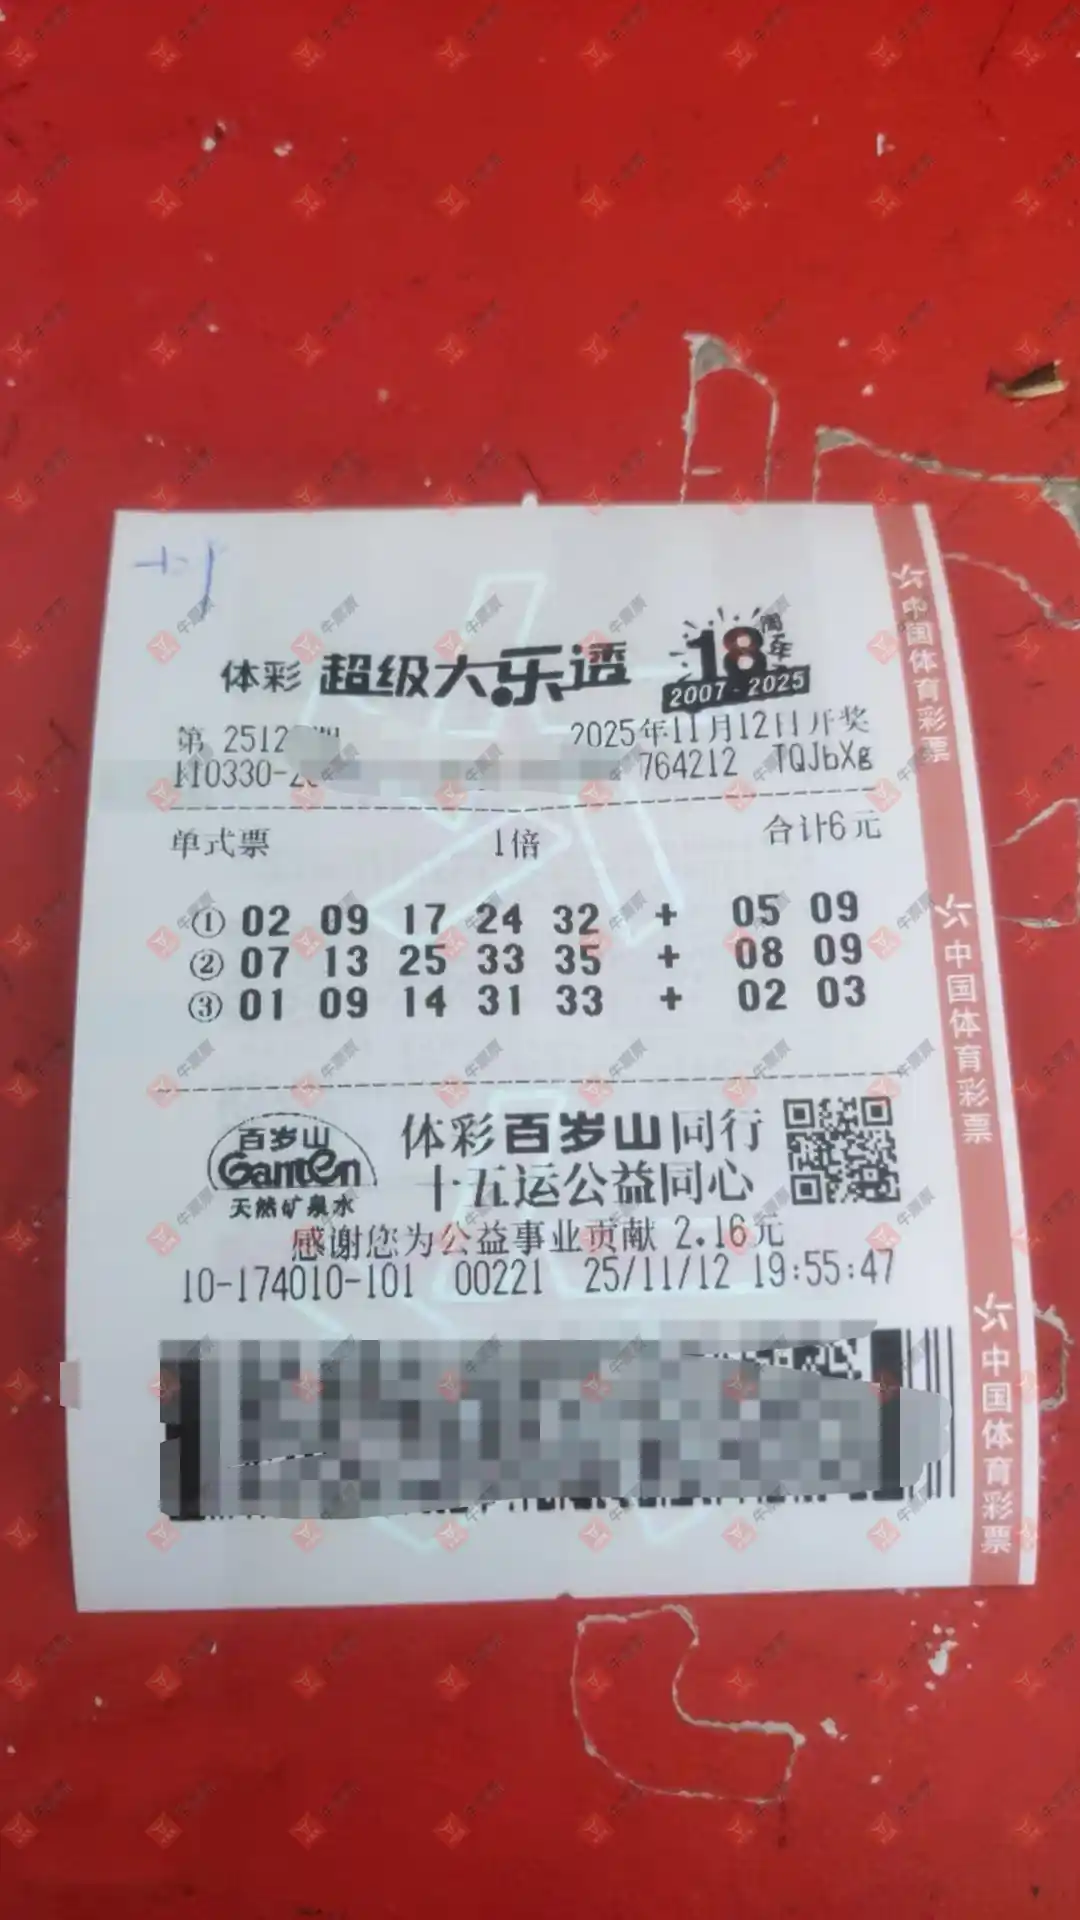 体彩 超级大乐透 18周年
2007-2025
第 2512 期 2025年11月12日开奖
110330-2 764212 TQJbXg
单式票 1倍 合计6元
① 02 09 17 24 32 + 05 09
② 07 13 25 33 35 + 08 09
③ 01 09 14 31 33 + 02 03
百岁山
Ganten
天然矿泉水
体彩百岁山同行
十五运公益同心
感谢您为公益事业贡献 2.16元
10-174010-101 00221 25/11/12 19:55:47
中国体育彩票
中国体育彩票
中国体育彩票
牛票票